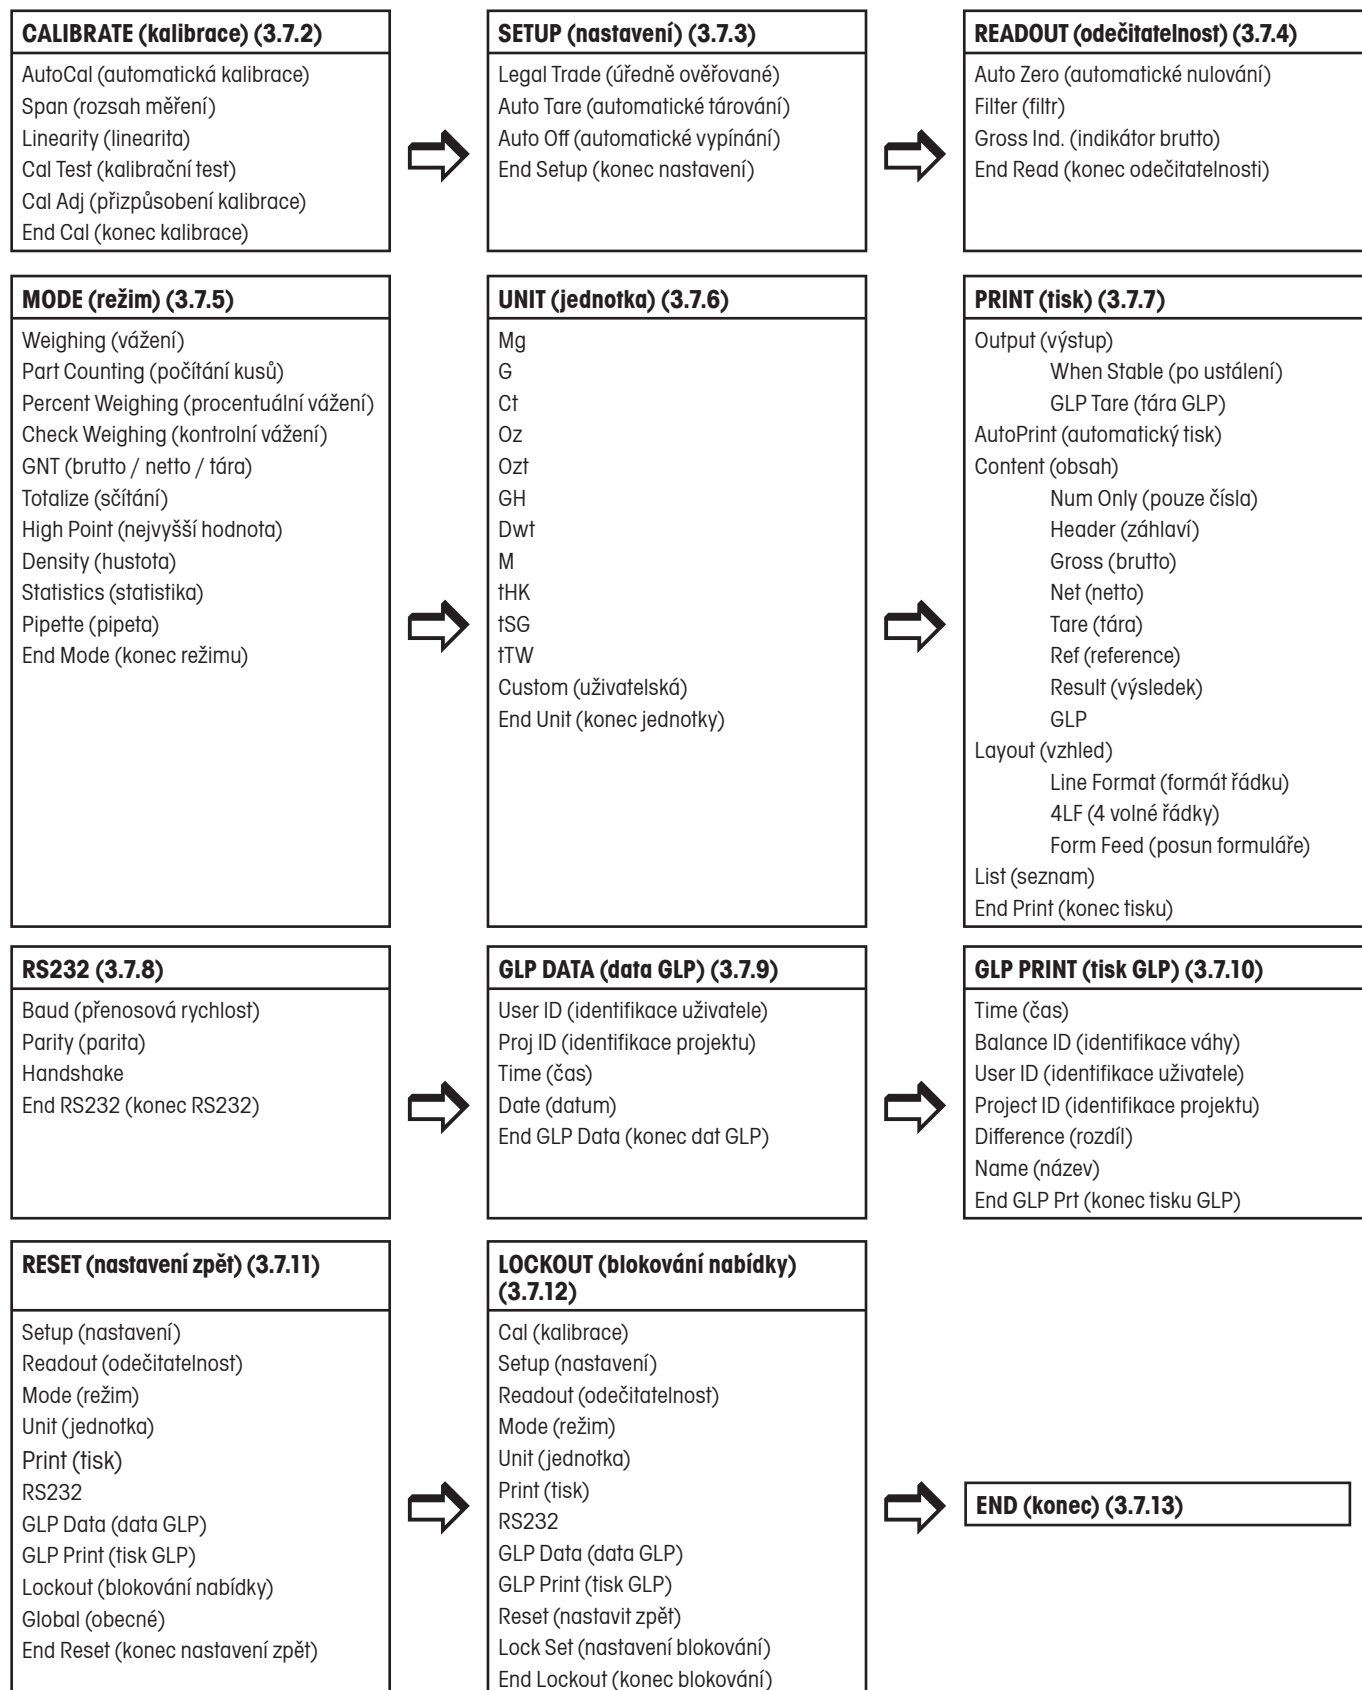 CALIBRATE (kalibrace) (3.7.2)
AutoCal (automatická kalibrace)
Span (rozsah měření)
Linearity (linearita)
Cal Test (kalibrační test)
Cal Adj (přizpůsobení kalibrace)
End Cal (konec kalibrace)
SETUP (nastavení) (3.7.3)
Legal Trade (úředně ověřované)
Auto Tare (automatické tárování)
Auto Off (automatické vypínání)
End Setup (konec nastavení)
READOUT (odečitatelnost) (3.7.4)
Auto Zero (automatické nulování)
Filter (filtr)
Gross Ind. (indikátor brutto)
End Read (konec odečitatelnosti)
MODE (režim) (3.7.5)
Weighing (vážení)
Part Counting (počítání kusů)
Percent Weighing (procentuální vážení)
Check Weighing (kontrolní vážení)
GNT (brutto / netto / tára)
Totalize (sčítání)
High Point (nejvyšší hodnota)
Density (hustota)
Statistics (statistika)
Pipette (pipeta)
End Mode (konec režimu)
UNIT (jednotka) (3.7.6)
Mg
G
Ct
Oz
Ozt
GH
Dwt
M
tHK
tSG
tTW
Custom (uživatelská)
End Unit (konec jednotky)
PRINT (tisk) (3.7.7)
Output (výstup)
When Stable (po ustálení)
GLP Tare (tára GLP)
AutoPrint (automatický tisk)
Content (obsah)
Num Only (pouze čísla)
Header (záhlaví)
Gross (brutto)
Net (netto)
Tare (tára)
Ref (reference)
Result (výsledek)
GLP
Layout (vzhled)
Line Format (formát řádku)
4LF (4 volné řádky)
Form Feed (posun formuláře)
List (seznam)
End Print (konec tisku)
RS232 (3.7.8)
Baud (přenosová rychlost)
Parity (parita)
Handshake
End RS232 (konec RS232)
GLP DATA (data GLP) (3.7.9)
User ID (identifikace uživatele)
Proj ID (identifikace projektu)
Time (čas)
Date (datum)
End GLP Data (konec dat GLP)
GLP PRINT (tisk GLP) (3.7.10)
Time (čas)
Balance ID (identifikace váhy)
User ID (identifikace uživatele)
Project ID (identifikace projektu)
Difference (rozdíl)
Name (název)
End GLP Prt (konec tisku GLP)
RESET (nastavení zpět) (3.7.11)
Setup (nastavení)
Readout (odečitatelnost)
Mode (režim)
Unit (jednotka)
Print (tisk)
RS232
GLP Data (data GLP)
GLP Print (tisk GLP)
Lockout (blokování nabídky)
Global (obecné)
End Reset (konec nastavení zpět)
LOCKOUT (blokování nabídky)
(3.7.12)
Cal (kalibrace)
Setup (nastavení)
Readout (odečitatelnost)
Mode (režim)
Unit (jednotka)
Print (tisk)
RS232
GLP Data (data GLP)
GLP Print (tisk GLP)
Reset (nastavit zpět)
Lock Set (nastavení blokování)
End Lockout (konec blokování)
END (konec) (3.7.13)